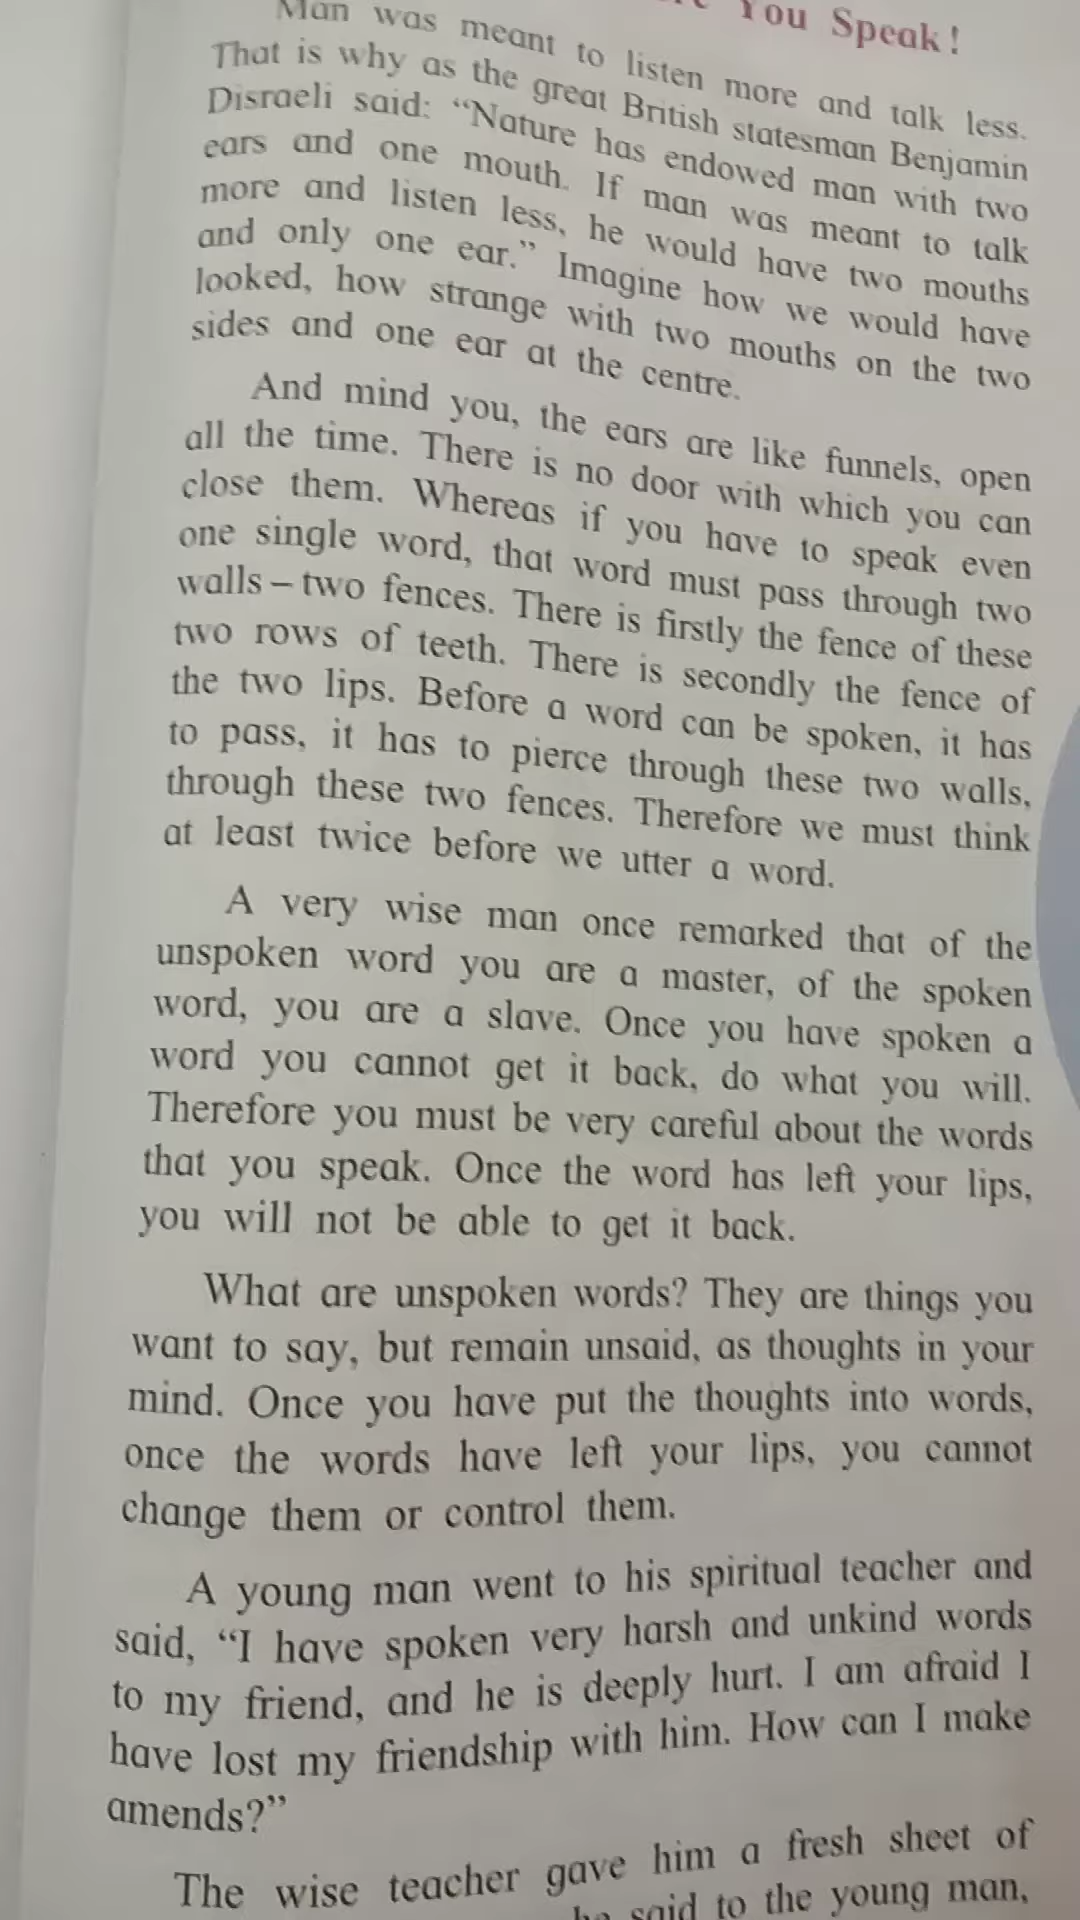 You Speak!
Man was meant to listen more and talk less.
That is why as the great British statesman Benjamin
Disraeli said: “Nature has endowed man with two
ears and one mouth. If man was meant to talk
more and listen less, he would have two mouths
and only one ear.” Imagine how we would have
looked, how strange with two mouths on the two
sides and one ear at the centre.
And mind you, the ears are like funnels, open
all the time. There is no door with which you can
close them. Whereas if you have to speak even
one single word, that word must pass through two
walls – two fences. There is firstly the fence of these
two rows of teeth. There is secondly the fence of
the two lips. Before a word can be spoken, it has
to pass, it has to pierce through these two walls,
through these two fences. Therefore we must think
at least twice before we utter a word.
A very wise man once remarked that of the
unspoken word you are a master, of the spoken
word, you are a slave. Once you have spoken a
word you cannot get it back, do what you will.
Therefore you must be very careful about the words
that you speak. Once the word has left your lips,
you will not be able to get it back.
What are unspoken words? They are things you
want to say, but remain unsaid, as thoughts in your
mind. Once you have put the thoughts into words,
once the words have left your lips, you cannot
change them or control them.
A young man went to his spiritual teacher and
said, “I have spoken very harsh and unkind words
to my friend, and he is deeply hurt. I am afraid I
have lost my friendship with him. How can I make
amends?”
The wise teacher gave him a fresh sheet of
he said to the young man,